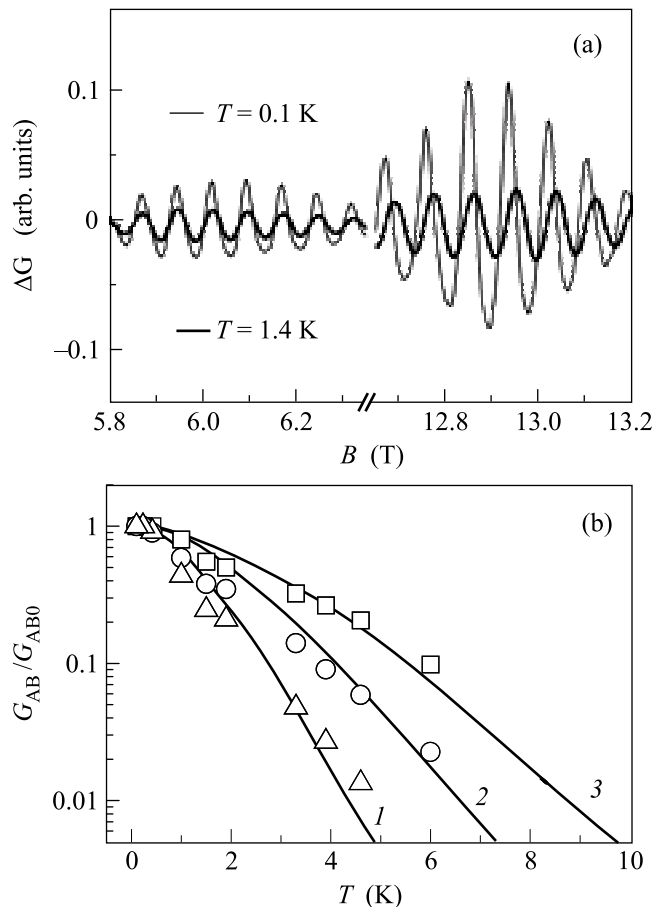 (a)
0.1
T = 0.1 K
ΔG (arb. units)
0
T = 1.4 K
–0.1
5.8 6.0 6.2 12.8 13.0 13.2
B (T)
(b)
1
G_AB/G_AB0
0.1
0.01
1 2 3
0 2 4 6 8 10
T (K)